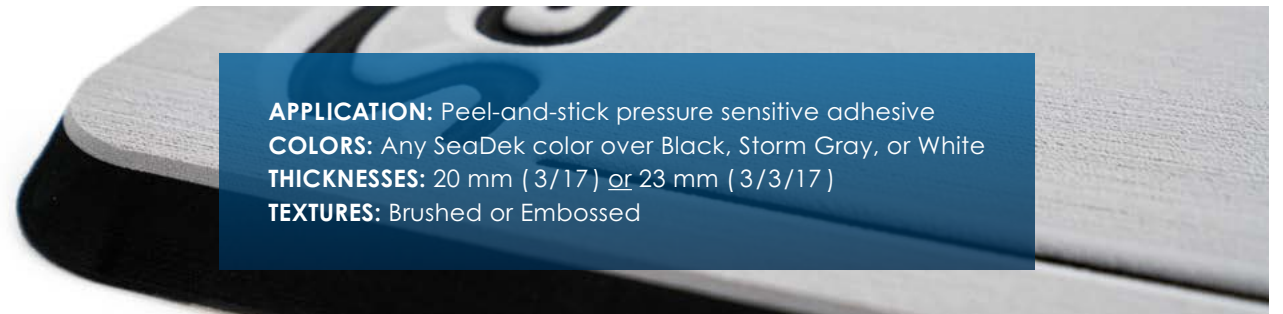 APPLICATION: Peel-and-stick pressure sensitive adhesive
COLORS: Any SeaDek color over Black, Storm Gray, or White
THICKNESSES: 20 mm ( 3/17 ) or 23 mm ( 3/3/17 )
TEXTURES: Brushed or Embossed